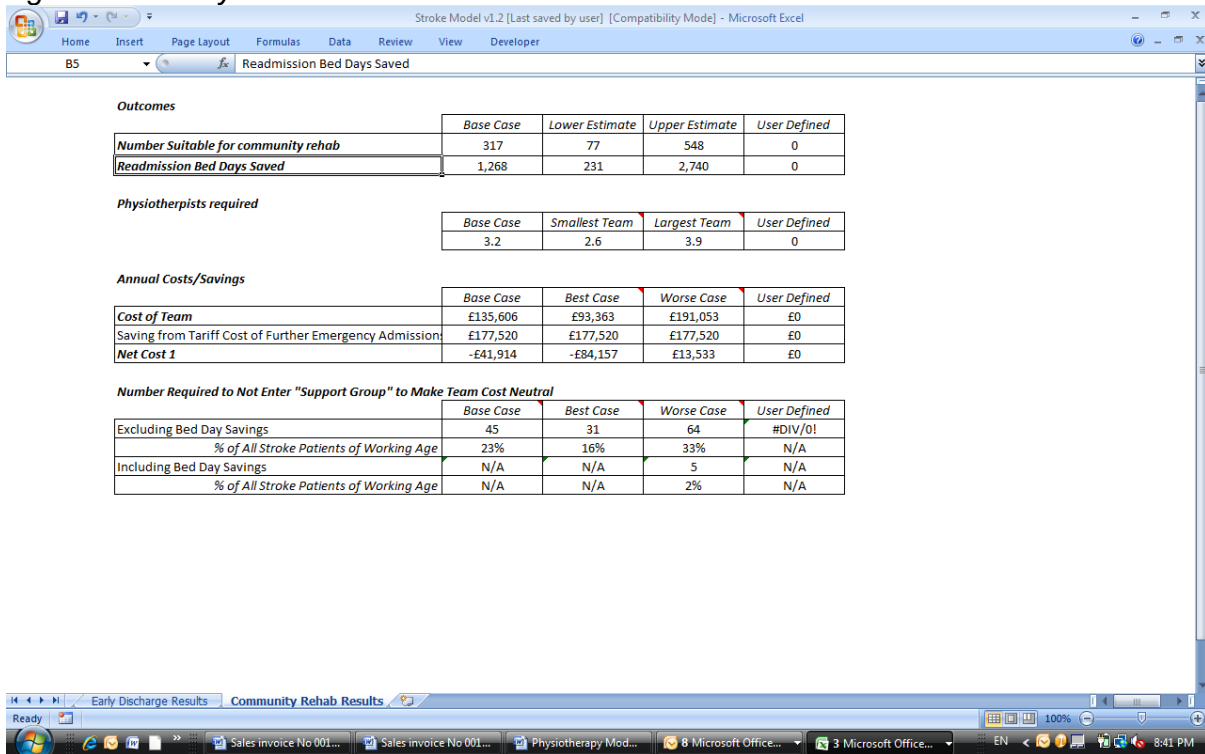 Stroke Model v1.2 [Last saved by user] [Compatibility Mode] - Microsoft Excel
Home Insert Page Layout Formulas Data Review View Developer
B5 fx Readmission Bed Days Saved
Outcomes
Base Case Lower Estimate Upper Estimate User Defined
Number Suitable for community rehab 317 77 548 0
Readmission Bed Days Saved 1,268 231 2,740 0
Physiotherpists required
Base Case Smallest Team Largest Team User Defined
3.2 2.6 3.9 0
Annual Costs/Savings
Base Case Best Case Worse Case User Defined
Cost of Team £135,606 £93,363 £191,053 £0
Saving from Tariff Cost of Further Emergency Admission £177,520 £177,520 £177,520 £0
Net Cost 1 -£41,914 -£84,157 £13,533 £0
Number Required to Not Enter "Support Group" to Make Team Cost Neutral
Base Case Best Case Worse Case User Defined
Excluding Bed Day Savings 45 31 64 #DIV/0!
% of All Stroke Patients of Working Age 23% 16% 33% N/A
Including Bed Day Savings N/A N/A 5 N/A
% of All Stroke Patients of Working Age N/A N/A 2% N/A
Early Discharge Results Community Rehab Results
Ready 100%
Sales invoice No 001... Sales invoice No 001... Physiotherapy Mod... 8 Microsoft Office... 3 Microsoft Office... EN 8:41 PM